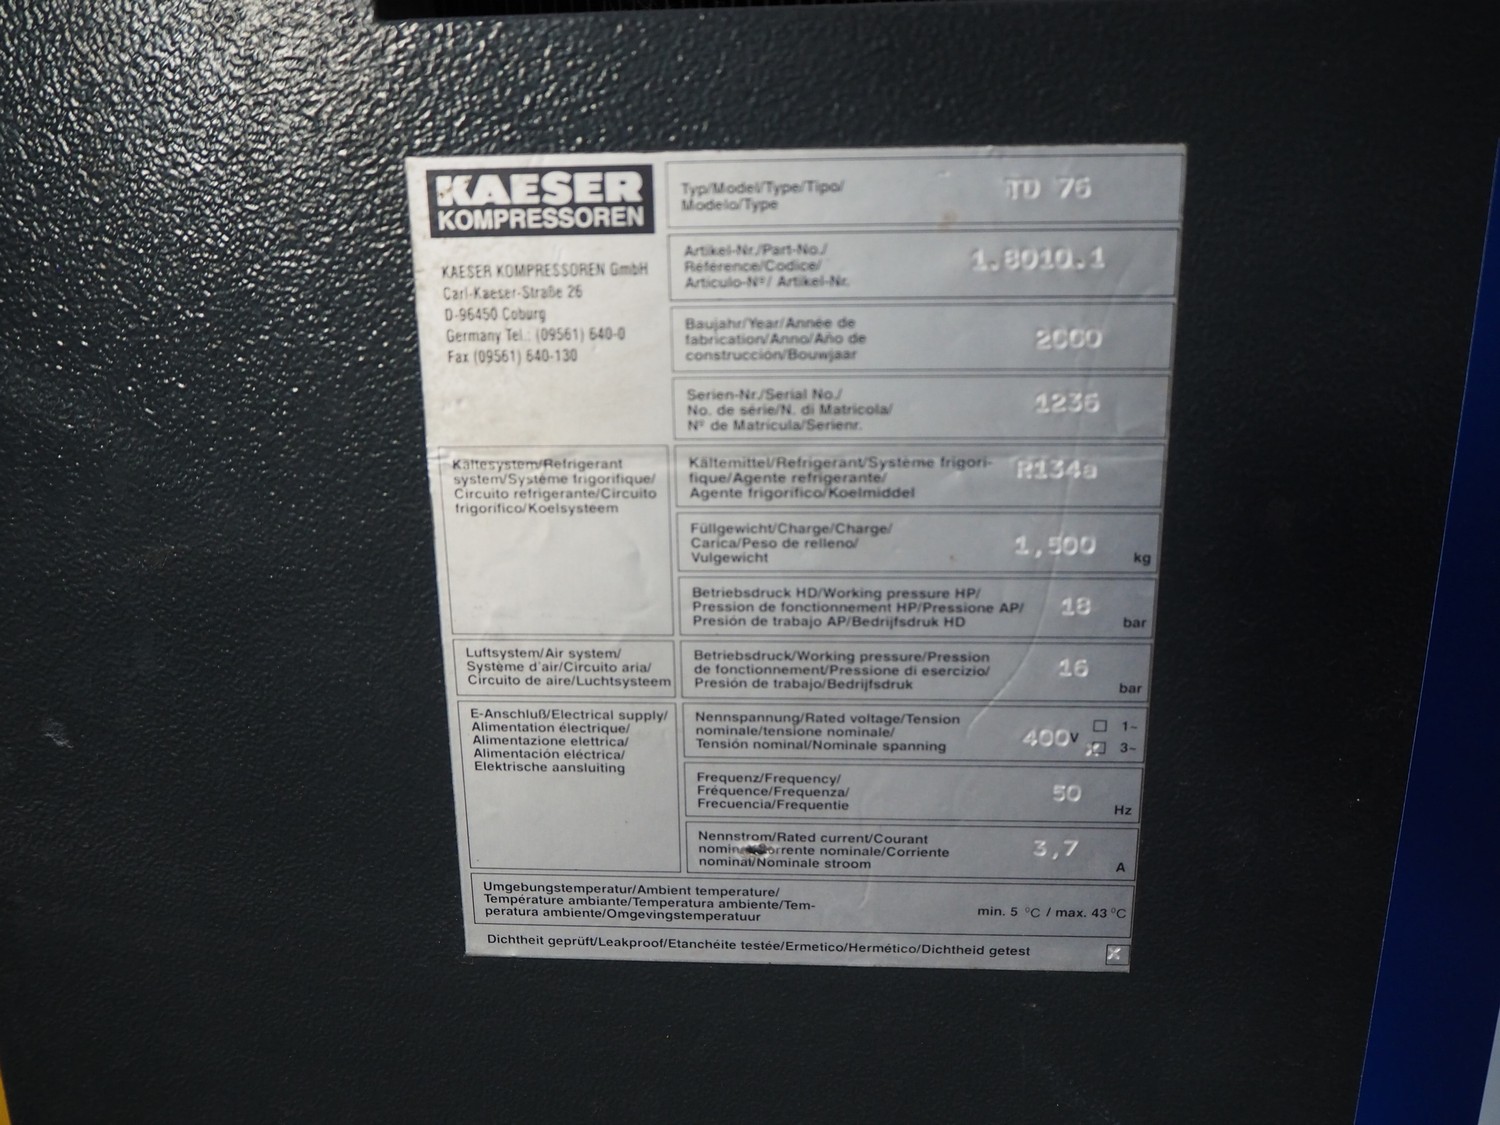 KAESER
KOMPRESSOREN
KAESER KOMPRESSOREN GmbH
Carl-Kaeser-Straße 26
D-96450 Coburg
Germany Tel.: (09561) 640-0
Fax (09561) 640-130
Typ/Model/Type/Tipo/
Modelo/Type
TD 76
Artikel-Nr./Part-No./
Référence/Codice/
Articulo-Nº/ Artikel-Nr.
1.8010.1
Baujahr/Year/Année de
fabrication/Anno/Año de
construcción/Bouwjaar
2000
Serien-Nr./Serial No./
No. de série/N. di Matricola/
Nº de Matricula/Serienr.
1236
Kältesystem/Refrigerant
system/Système frigorifique/
Circuito refrigerante/Circuito
frigorifico/Koelsysteem
Kältemittel/Refrigerant/Système frigori-
fique/Agente refrigerante/
Agente frigorifico/Koelmiddel
R134a
Füllgewicht/Charge/Charge/
Carica/Peso de relleno/
Vulgewicht
1,500 kg
Betriebsdruck HD/Working pressure HP/
Pression de fonctionnement HP/Pressione AP/
Presión de trabajo AP/Bedrijfsdruk HD
18 bar
Luftsystem/Air system/
Système d'air/Circuito aria/
Circuito de aire/Luchtsysteem
Betriebsdruck/Working pressure/Pression
de fonctionnement/Pressione di esercizio/
Presión de trabajo/Bedrijfsdruk
16 bar
E-Anschluß/Electrical supply/
Alimentation électrique/
Alimentazione elettrica/
Alimentación eléctrica/
Elektrische aansluiting
Nennspannung/Rated voltage/Tension
nominale/tensione nominale/
Tensión nominal/Nominale spanning
400 V
1~
X 3~
Frequenz/Frequency/
Fréquence/Frequenza/
Frecuencia/Frequentie
50 Hz
Nennstrom/Rated current/Courant
nominale/Corriente
nominal/Nominale stroom
3,7 A
Umgebungstemperatur/Ambient temperature/
Température ambiante/Temperatura ambiente/Tem-
peratura ambiente/Omgevingstemperatuur
min. 5 °C / max. 43 °C
Dichtheit geprüft/Leakproof/Etanchéite testée/Ermetico/Hermético/Dichtheid getest X